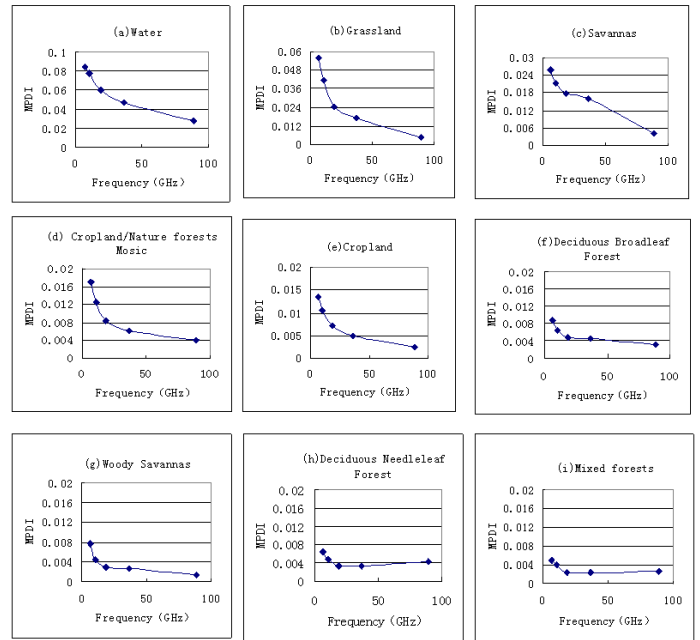 (a)Water
0.1
0.08
0.06
0.04
0.02
0
MPDI
0 50 100
Frequency(GHz)
(b)Grassland
0.06
0.048
0.036
0.024
0.012
0
MPDI
0 50 100
Frequency(GHz)
(c)Savannas
0.03
0.024
0.018
0.012
0.006
0
MPDI
0 50 100
Frequency(GHz)
(d) Cropland/Nature forests
Mosic
0.02
0.016
0.012
0.008
0.004
0
MPDI
0 50 100
Frequency(GHz)
(e)Cropland
0.02
0.015
0.01
0.005
0
MPDI
0 50 100
Frequency(GHz)
(f)Deciduous Broadleaf
Forest
0.02
0.016
0.012
0.008
0.004
0
MPDI
0 50 100
Frequency(GHz)
(g)Woody Savannas
0.02
0.016
0.012
0.008
0.004
0
MPDI
0 50 100
Frequency(GHz)
(h)Deciduous Needleleaf
Forest
0.02
0.016
0.012
0.008
0.004
0
MPDI
0 50 100
Frequency(GHz)
(i)Mixed forests
0.02
0.016
0.012
0.008
0.004
0
MPDI
0 50 100
Frequency(GHz)